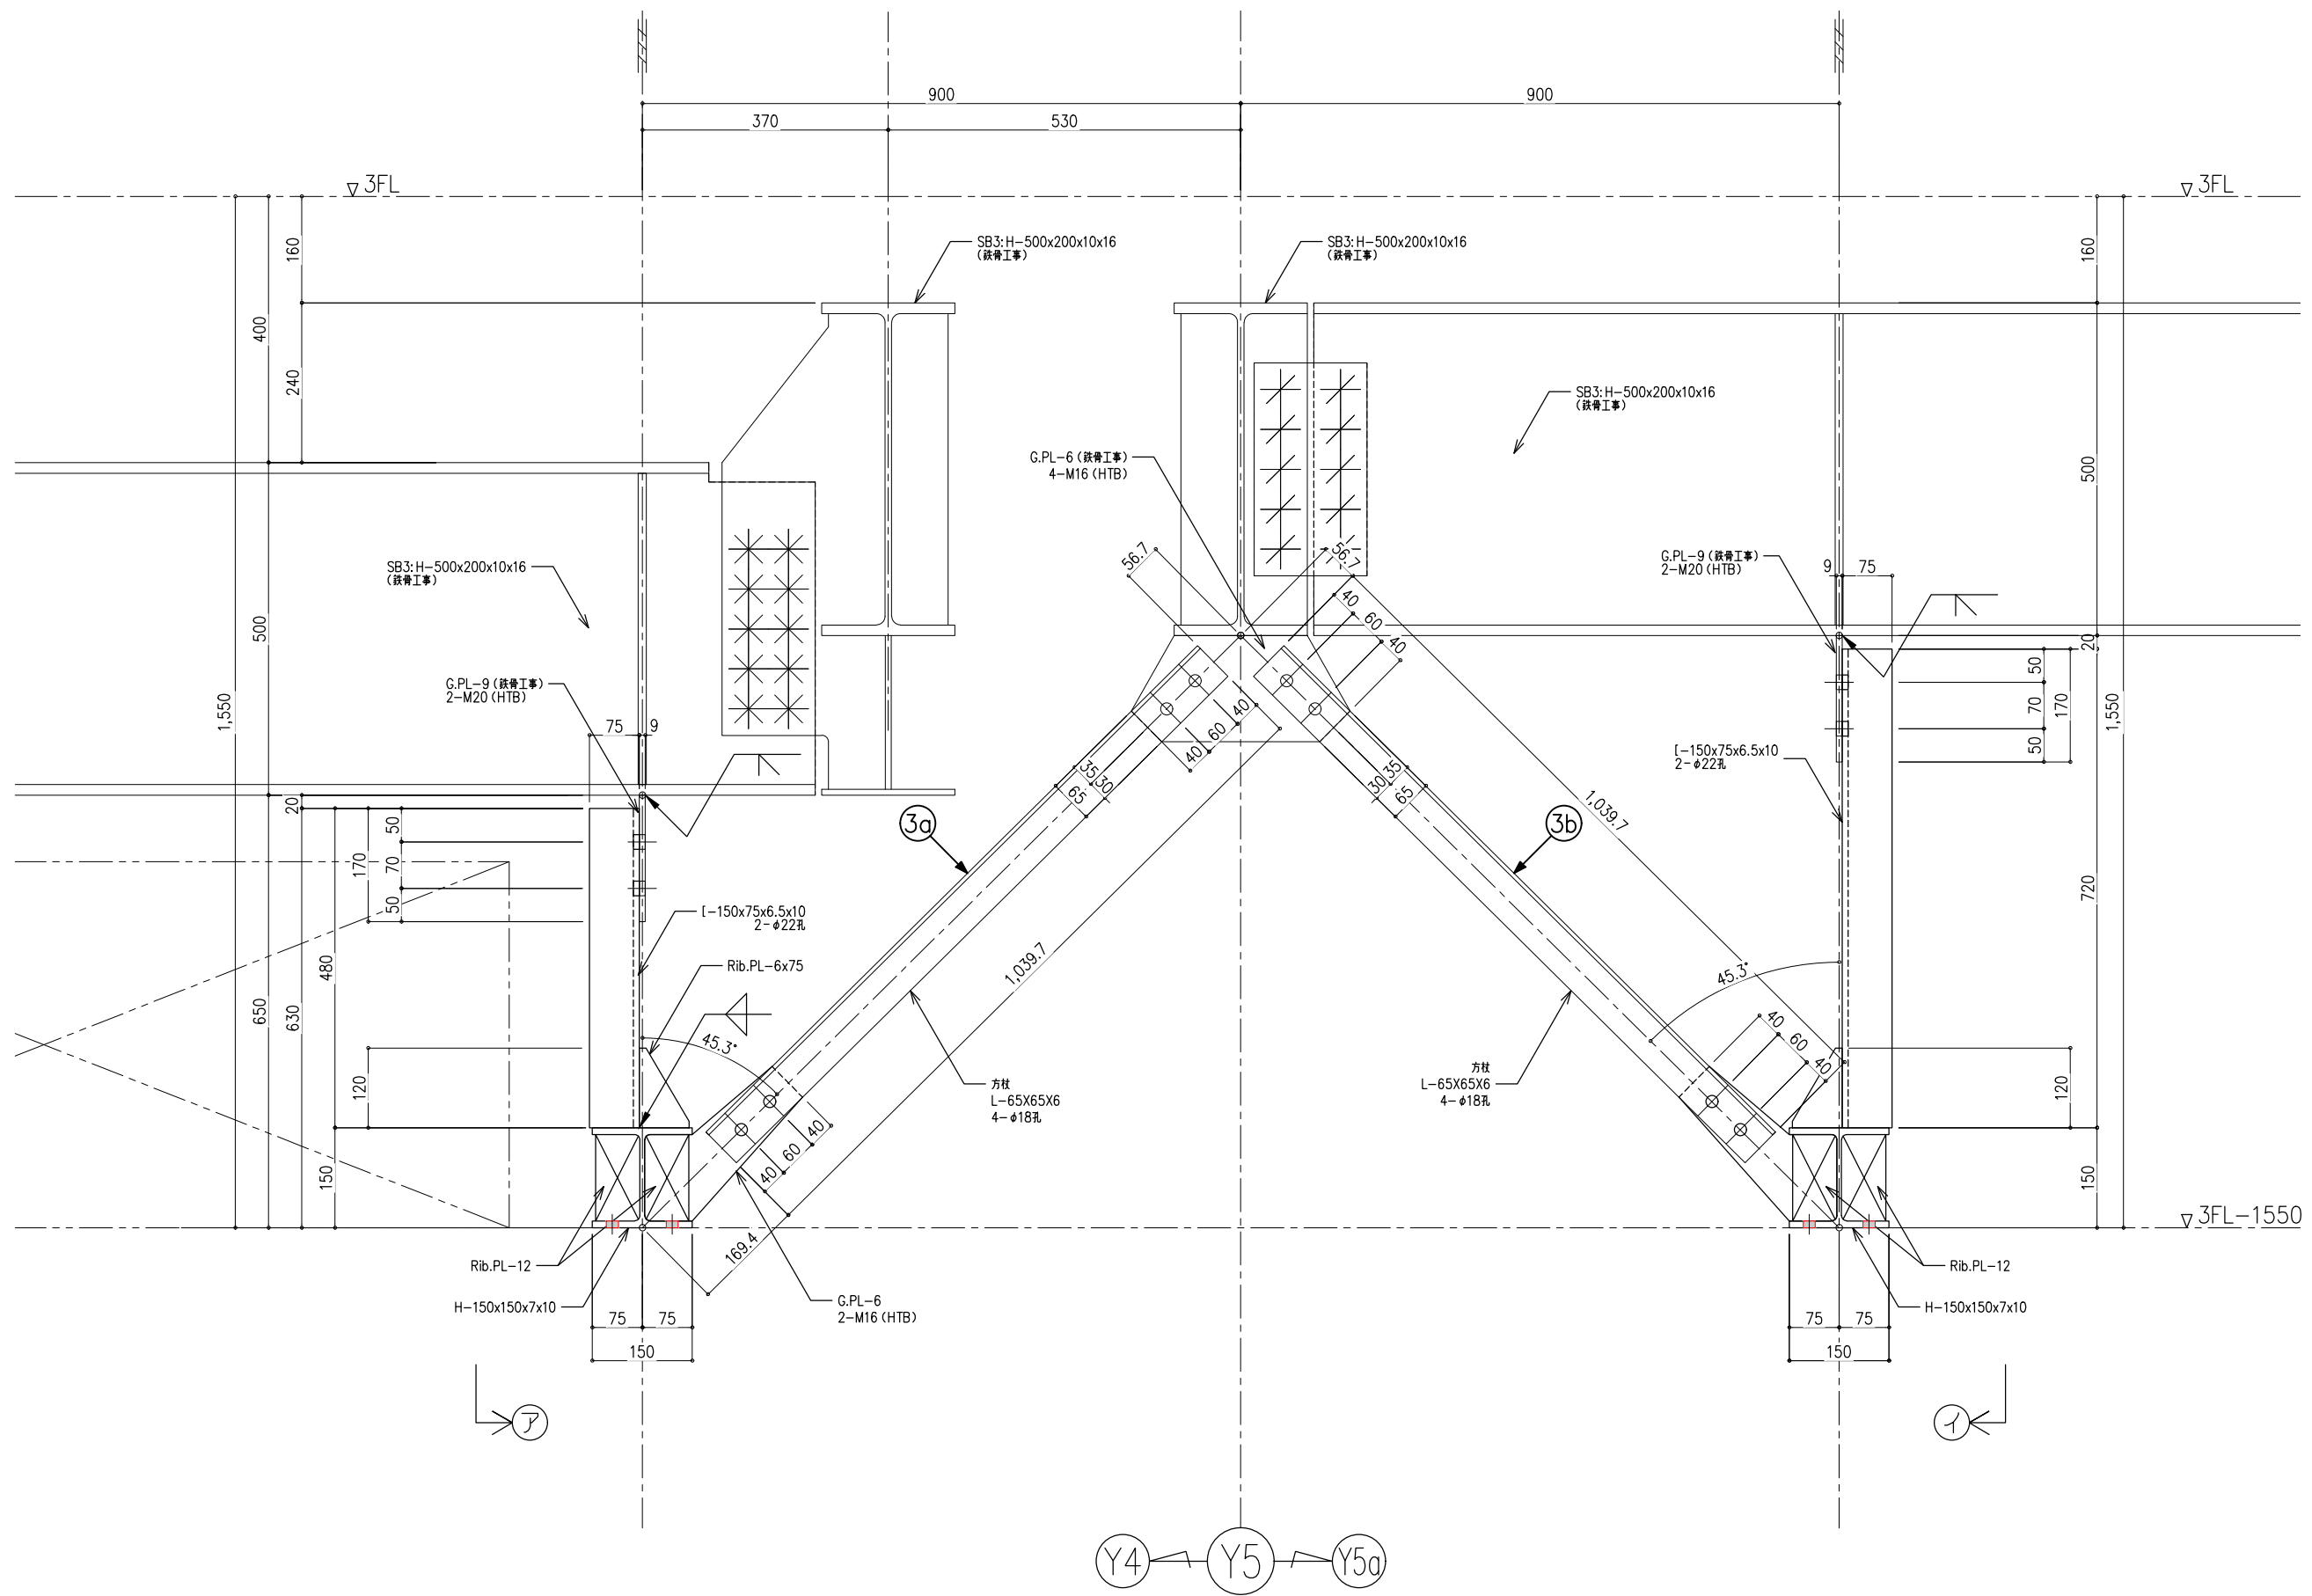 900
900
370
530
3FL
3FL
160
400
240
160
SB3:H-500x200x10x16
(鉄骨工事)
SB3:H-500x200x10x16
(鉄骨工事)
SB3:H-500x200x10x16
(鉄骨工事)
G.PL-6(鉄骨工事)
4-M16(HTB)
500
56.7
56.7
SB3:H-500x200x10x16
(鉄骨工事)
G.PL-9(鉄骨工事)
2-M20(HTB)
9
75
40
60
40
500
1,550
G.PL-9(鉄骨工事)
2-M20(HTB)
75
9
20
50
70
50
170
1,550
40
60
40
[-150x75x6.5x10
2-φ22孔
35
30
65
30
35
65
20
50
70
50
170
3a
3b
1,039.7
720
[-150x75x6.5x10
2-φ22孔
480
Rib.PL-6x75
1,039.7
45.3°
650
630
45.3°
40
60
40
120
120
方杖
L-65X65X6
4-φ18孔
方杖
L-65X65X6
4-φ18孔
40
60
40
150
150
3FL-1550
169.4
Rib.PL-12
Rib.PL-12
H-150x150x7x10
G.PL-6
2-M16(HTB)
H-150x150x7x10
75
75
75
75
150
150
ア
イ
Y4
Y5
Y5a